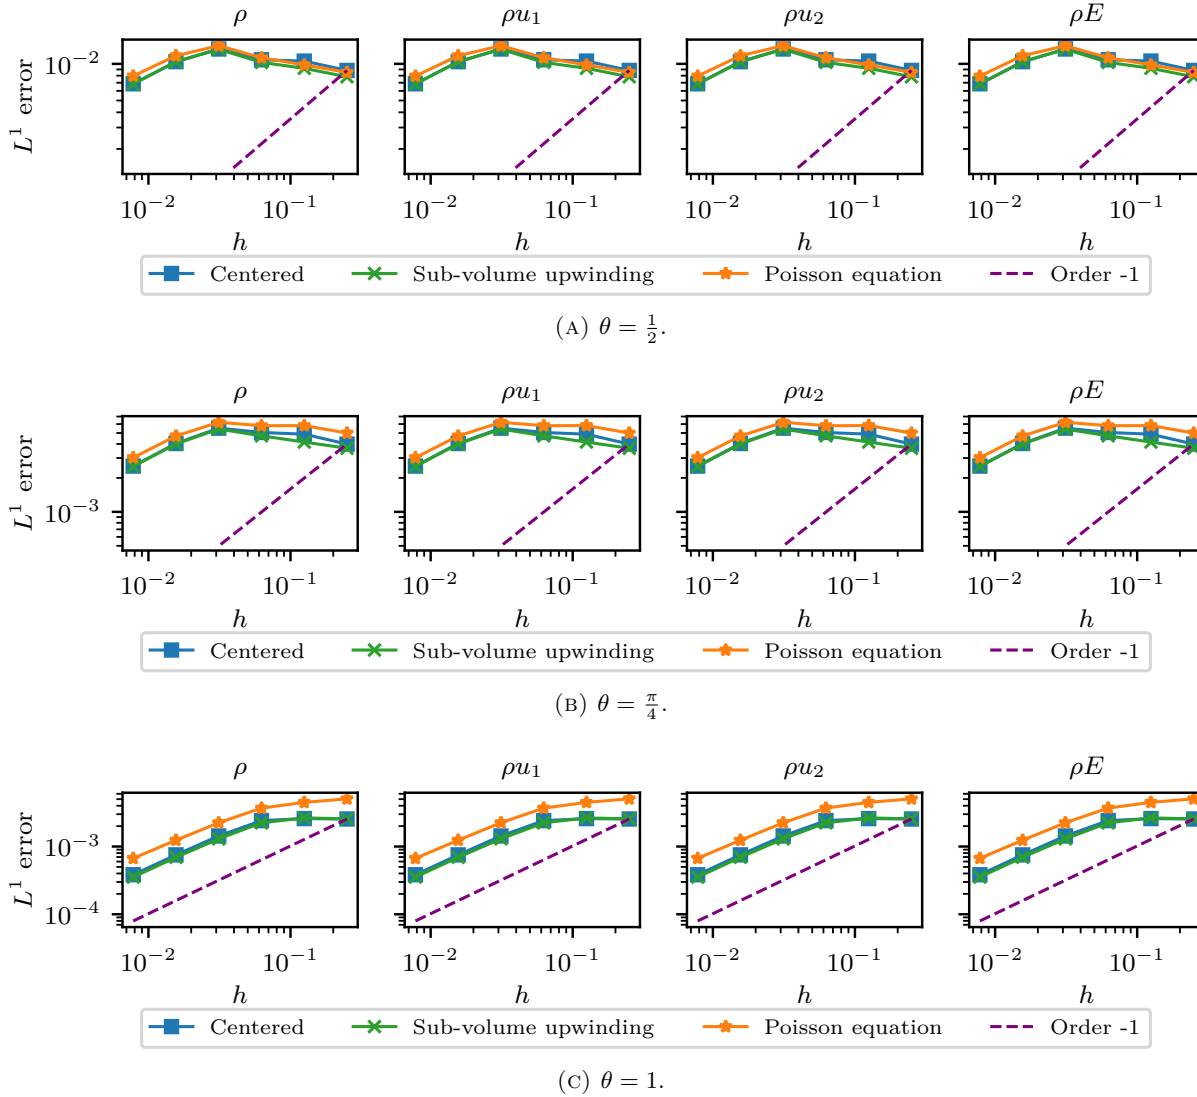 ρ ρu₁ ρu₂ ρE
L¹ error
10⁻²
10⁻² 10⁻¹ 10⁻² 10⁻¹ 10⁻² 10⁻¹ 10⁻² 10⁻¹
h h h h
Centered Sub-volume upwinding Poisson equation Order -1
(A) θ = 1/2.
ρ ρu₁ ρu₂ ρE
L¹ error
10⁻³
10⁻² 10⁻¹ 10⁻² 10⁻¹ 10⁻² 10⁻¹ 10⁻² 10⁻¹
h h h h
Centered Sub-volume upwinding Poisson equation Order -1
(B) θ = π/4.
ρ ρu₁ ρu₂ ρE
L¹ error
10⁻³
10⁻⁴
10⁻² 10⁻¹ 10⁻² 10⁻¹ 10⁻² 10⁻¹ 10⁻² 10⁻¹
h h h h
Centered Sub-volume upwinding Poisson equation Order -1
(C) θ = 1.